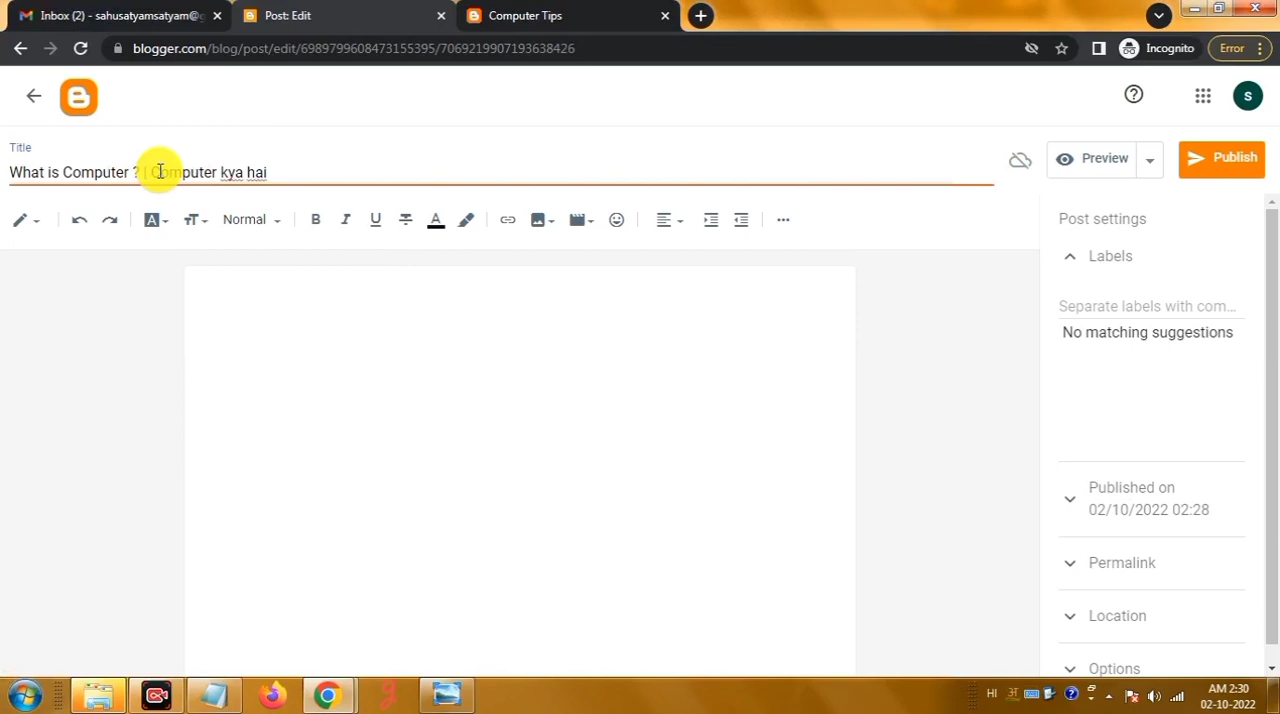 Inbox (2) - sahusatyamsatyam@
Post: Edit
Computer Tips
blogger.com/blog/post/edit/6989799608473155395/7069219907193638426
Incognito
Error
S
Title
What is Computer ? | Computer kya hai
Preview
Publish
Normal
B I U A
Post settings
Labels
Separate labels with com...
No matching suggestions
Published on
02/10/2022 02:28
Permalink
Location
Options
HI
AM 2:30
02-10-2022